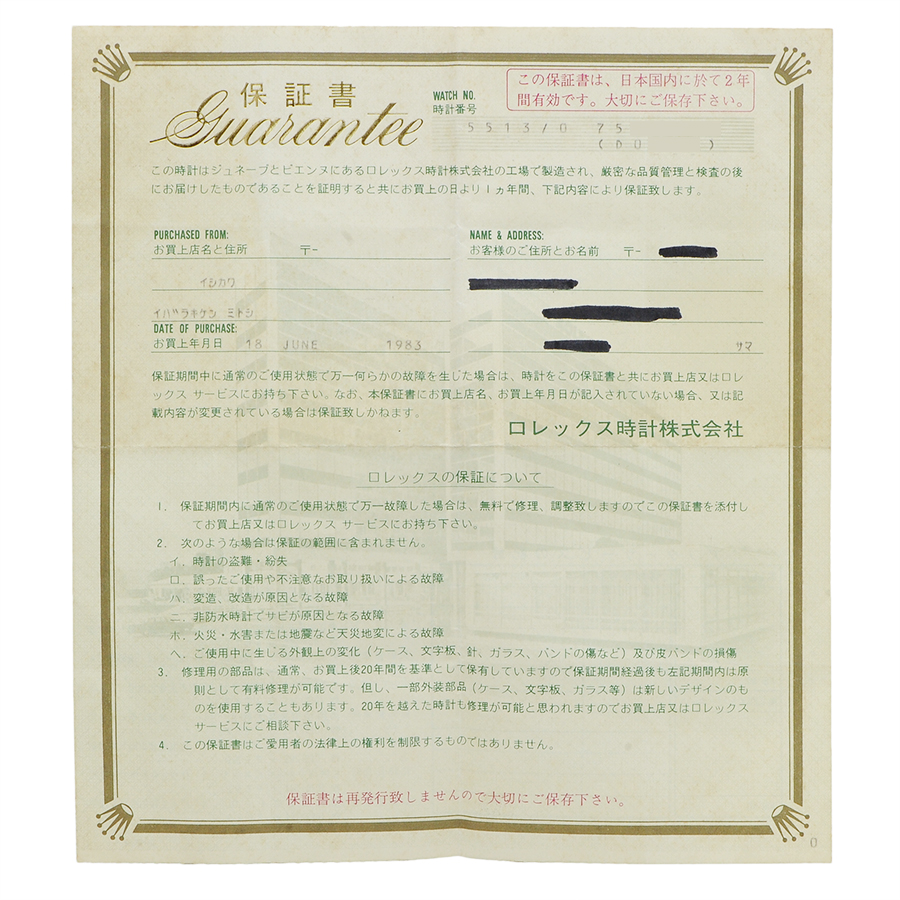 保証書
Guarantee
WATCH NO.
時計番号
この保証書は、日本国内に於て2年
間有効です。大切にご保存下さい。
5513/0 75
( DU )
この時計はジュネーブとビエンヌにあるロレックス時計株式会社の工場で製造され、厳密な品質管理と検査の後
にお届けしたものであることを証明すると共にお買上の日より1ヵ年間、下記内容により保証致します。
PURCHASED FROM:
お買上店名と住所 〒-
イシカワ
イバラキケン ミトシ
DATE OF PURCHASE:
お買上年月日 18 JUNE 1983
NAME & ADDRESS:
お客様のご住所とお名前 〒-
サマ
保証期間中に通常のご使用状態で万一何らかの故障を生じた場合は、時計をこの保証書と共にお買上店又はロレ
ックス サービスにお持ち下さい。なお、本保証書にお買上店名、お買上年月日が記入されていない場合、又は記
載内容が変更されている場合は保証致しかねます。
ロレックス時計株式会社
ロレックスの保証について
1. 保証期間内に通常のご使用状態で万一故障した場合は、無料で修理、調整致しますのでこの保証書を添付し
てお買上店又はロレックス サービスにお持ち下さい。
2. 次のような場合は保証の範囲に含まれません。
イ. 時計の盗難・紛失
ロ. 誤ったご使用や不注意なお取り扱いによる故障
ハ. 変造、改造が原因となる故障
ニ. 非防水時計でサビが原因となる故障
ホ. 火災・水害または地震など天災地変による故障
ヘ. ご使用中に生じる外観上の変化(ケース、文字板、針、ガラス、バンドの傷など)及び皮バンドの損傷
3. 修理用の部品は、通常、お買上後20年間を基準として保有していますので保証期間経過後も左記期間内は原
則として有料修理が可能です。但し、一部外装部品(ケース、文字板、ガラス等)は新しいデザインのも
のを使用することもあります。20年を越えた時計も修理が可能と思われますのでお買上店又はロレックス
サービスにご相談下さい。
4. この保証書はご愛用者の法律上の権利を制限するものではありません。
保証書は再発行致しませんので大切にご保存下さい。
0